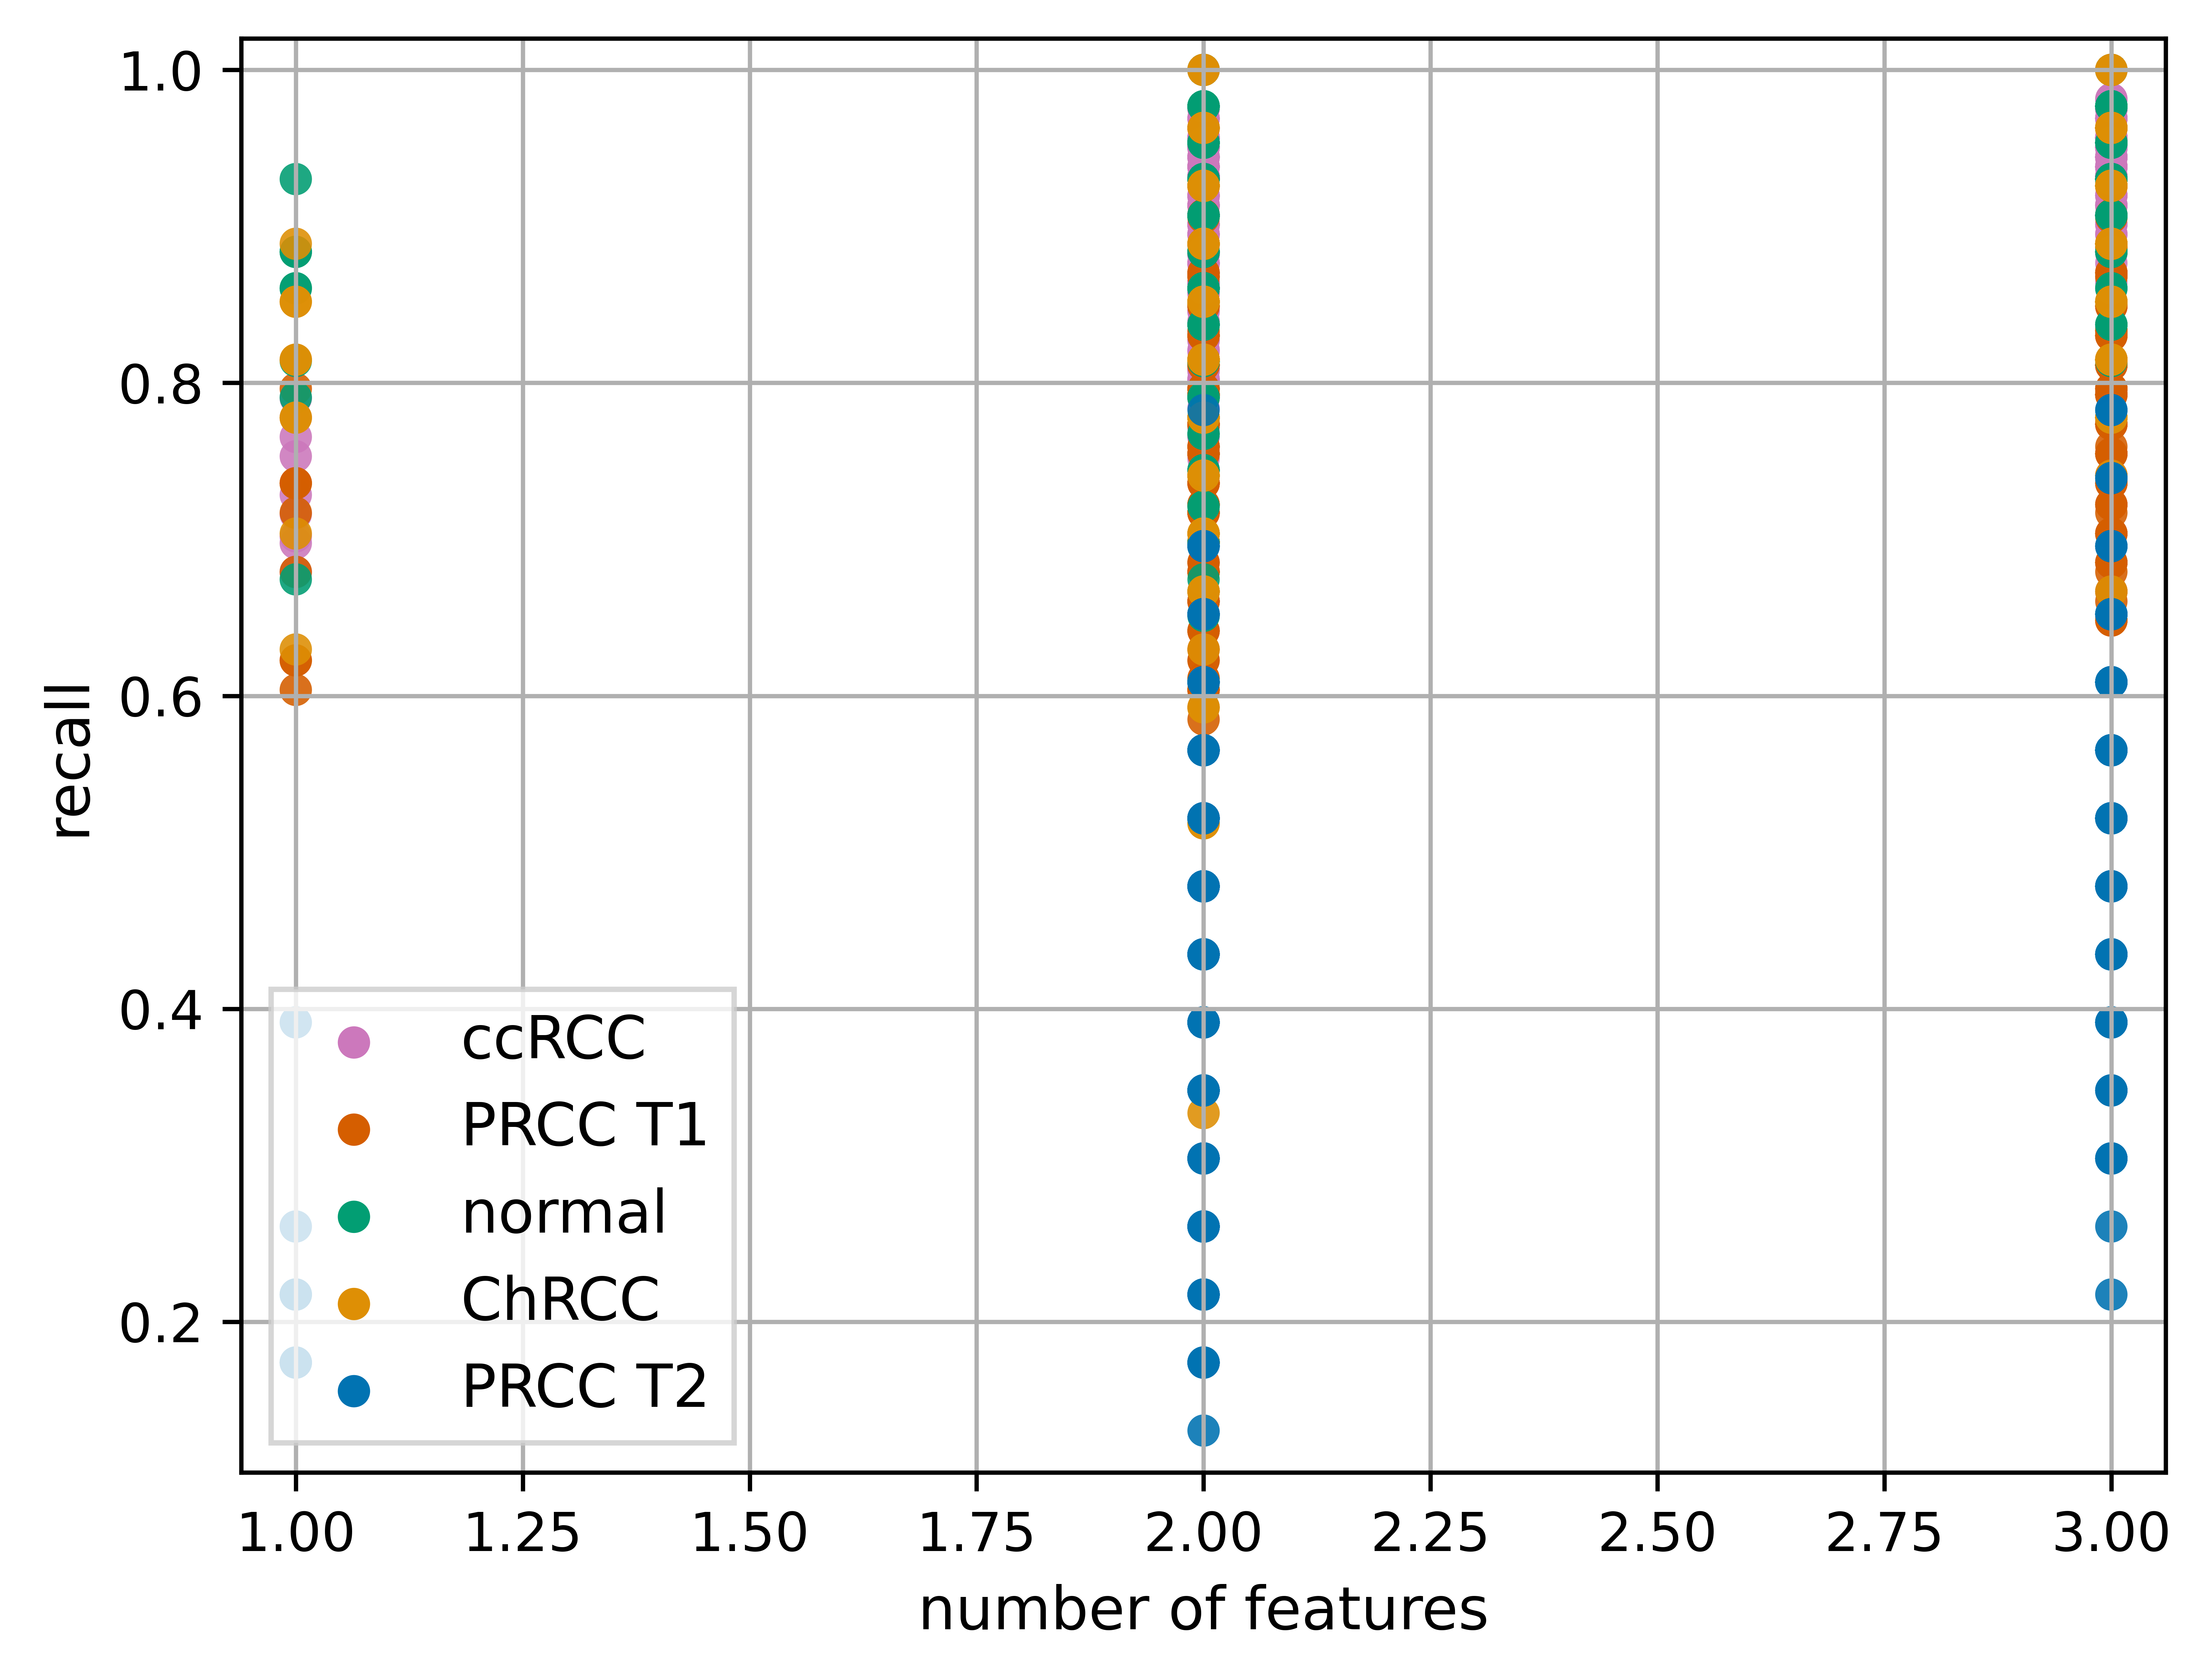 1.0
0.8
0.6
0.4
0.2
recall
ccRCC
PRCC T1
normal
ChRCC
PRCC T2
1.00 1.25 1.50 1.75 2.00 2.25 2.50 2.75 3.00
number of features